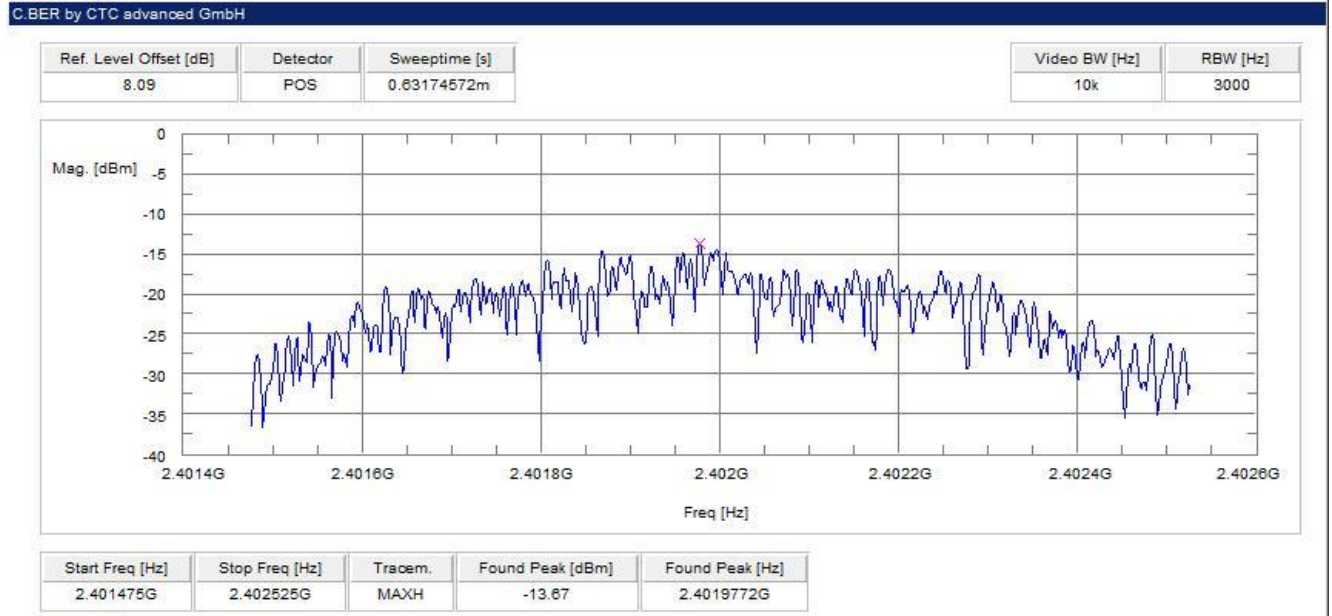 C.BER by CTC advanced GmbH
Ref. Level Offset [dB] Detector Sweeptime [s] Video BW [Hz] RBW [Hz]
8.09 POS 0.63174572m 10k 3000
Mag. [dBm]
0
-5
-10
-15
-20
-25
-30
-35
-40
2.4014G 2.4016G 2.4018G 2.402G 2.4022G 2.4024G 2.4026G
Freq [Hz]
Start Freq [Hz] Stop Freq [Hz] Tracem. Found Peak [dBm] Found Peak [Hz]
2.401475G 2.402525G MAXH -13.67 2.4019772G